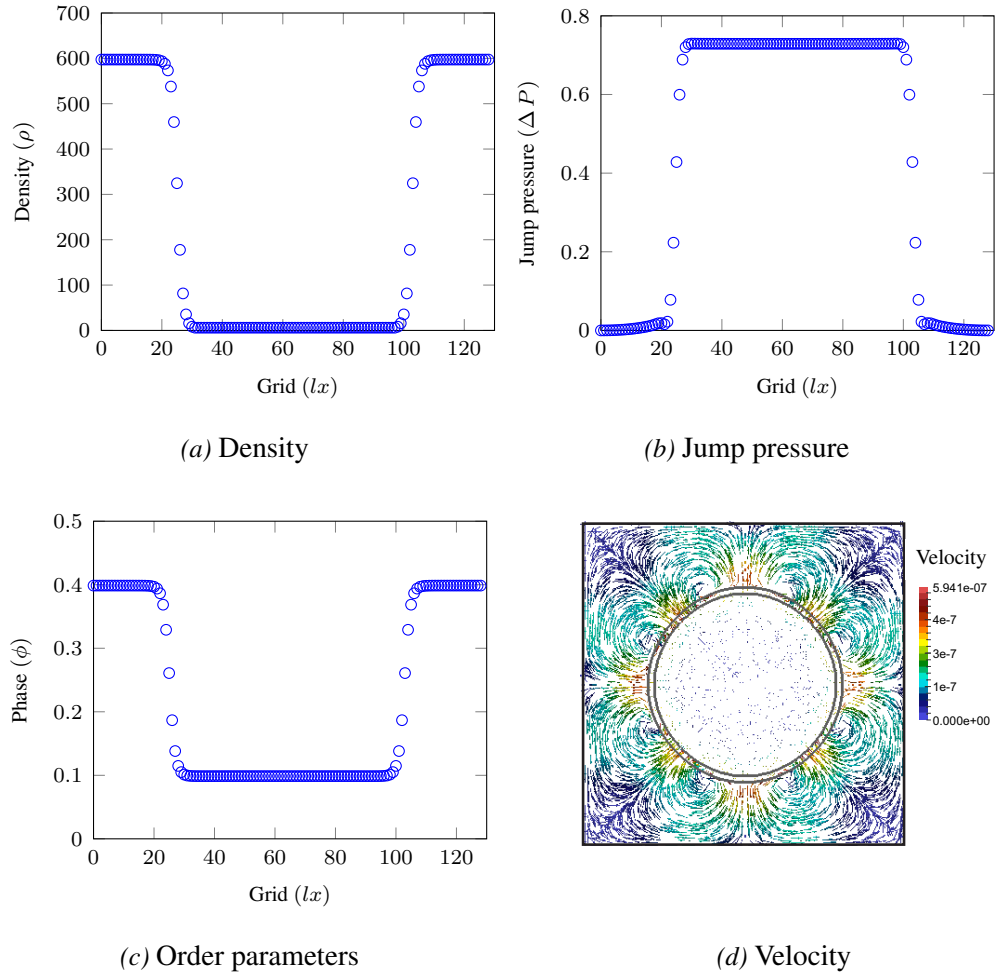 700
600
500
400
300
200
100
0
Density (ρ)
0 20 40 60 80 100 120
Grid (lx)
(a) Density
0.8
0.6
0.4
0.2
0
Jump pressure (Δ P)
0 20 40 60 80 100 120
Grid (lx)
(b) Jump pressure
0.5
0.4
0.3
0.2
0.1
0
Phase (ϕ)
0 20 40 60 80 100 120
Grid (lx)
(c) Order parameters
Velocity
5.941e-07
4e-7
3e-7
1e-7
0.000e+00
(d) Velocity